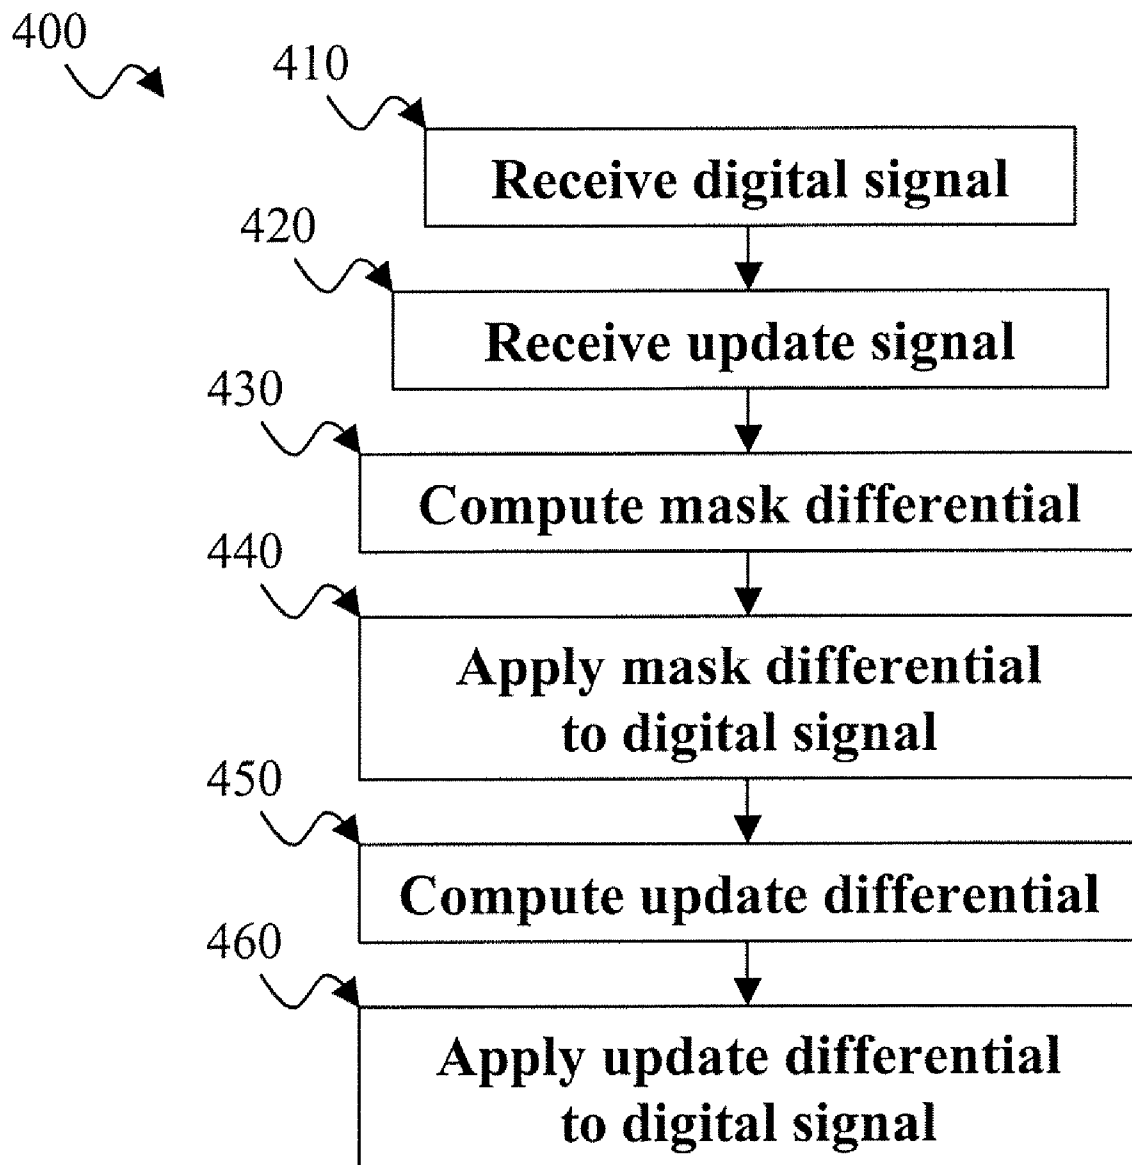 400
410
Receive digital signal
420
Receive update signal
430
Compute mask differential
440
Apply mask differential
to digital signal
450
Compute update differential
460
Apply update differential
to digital signal